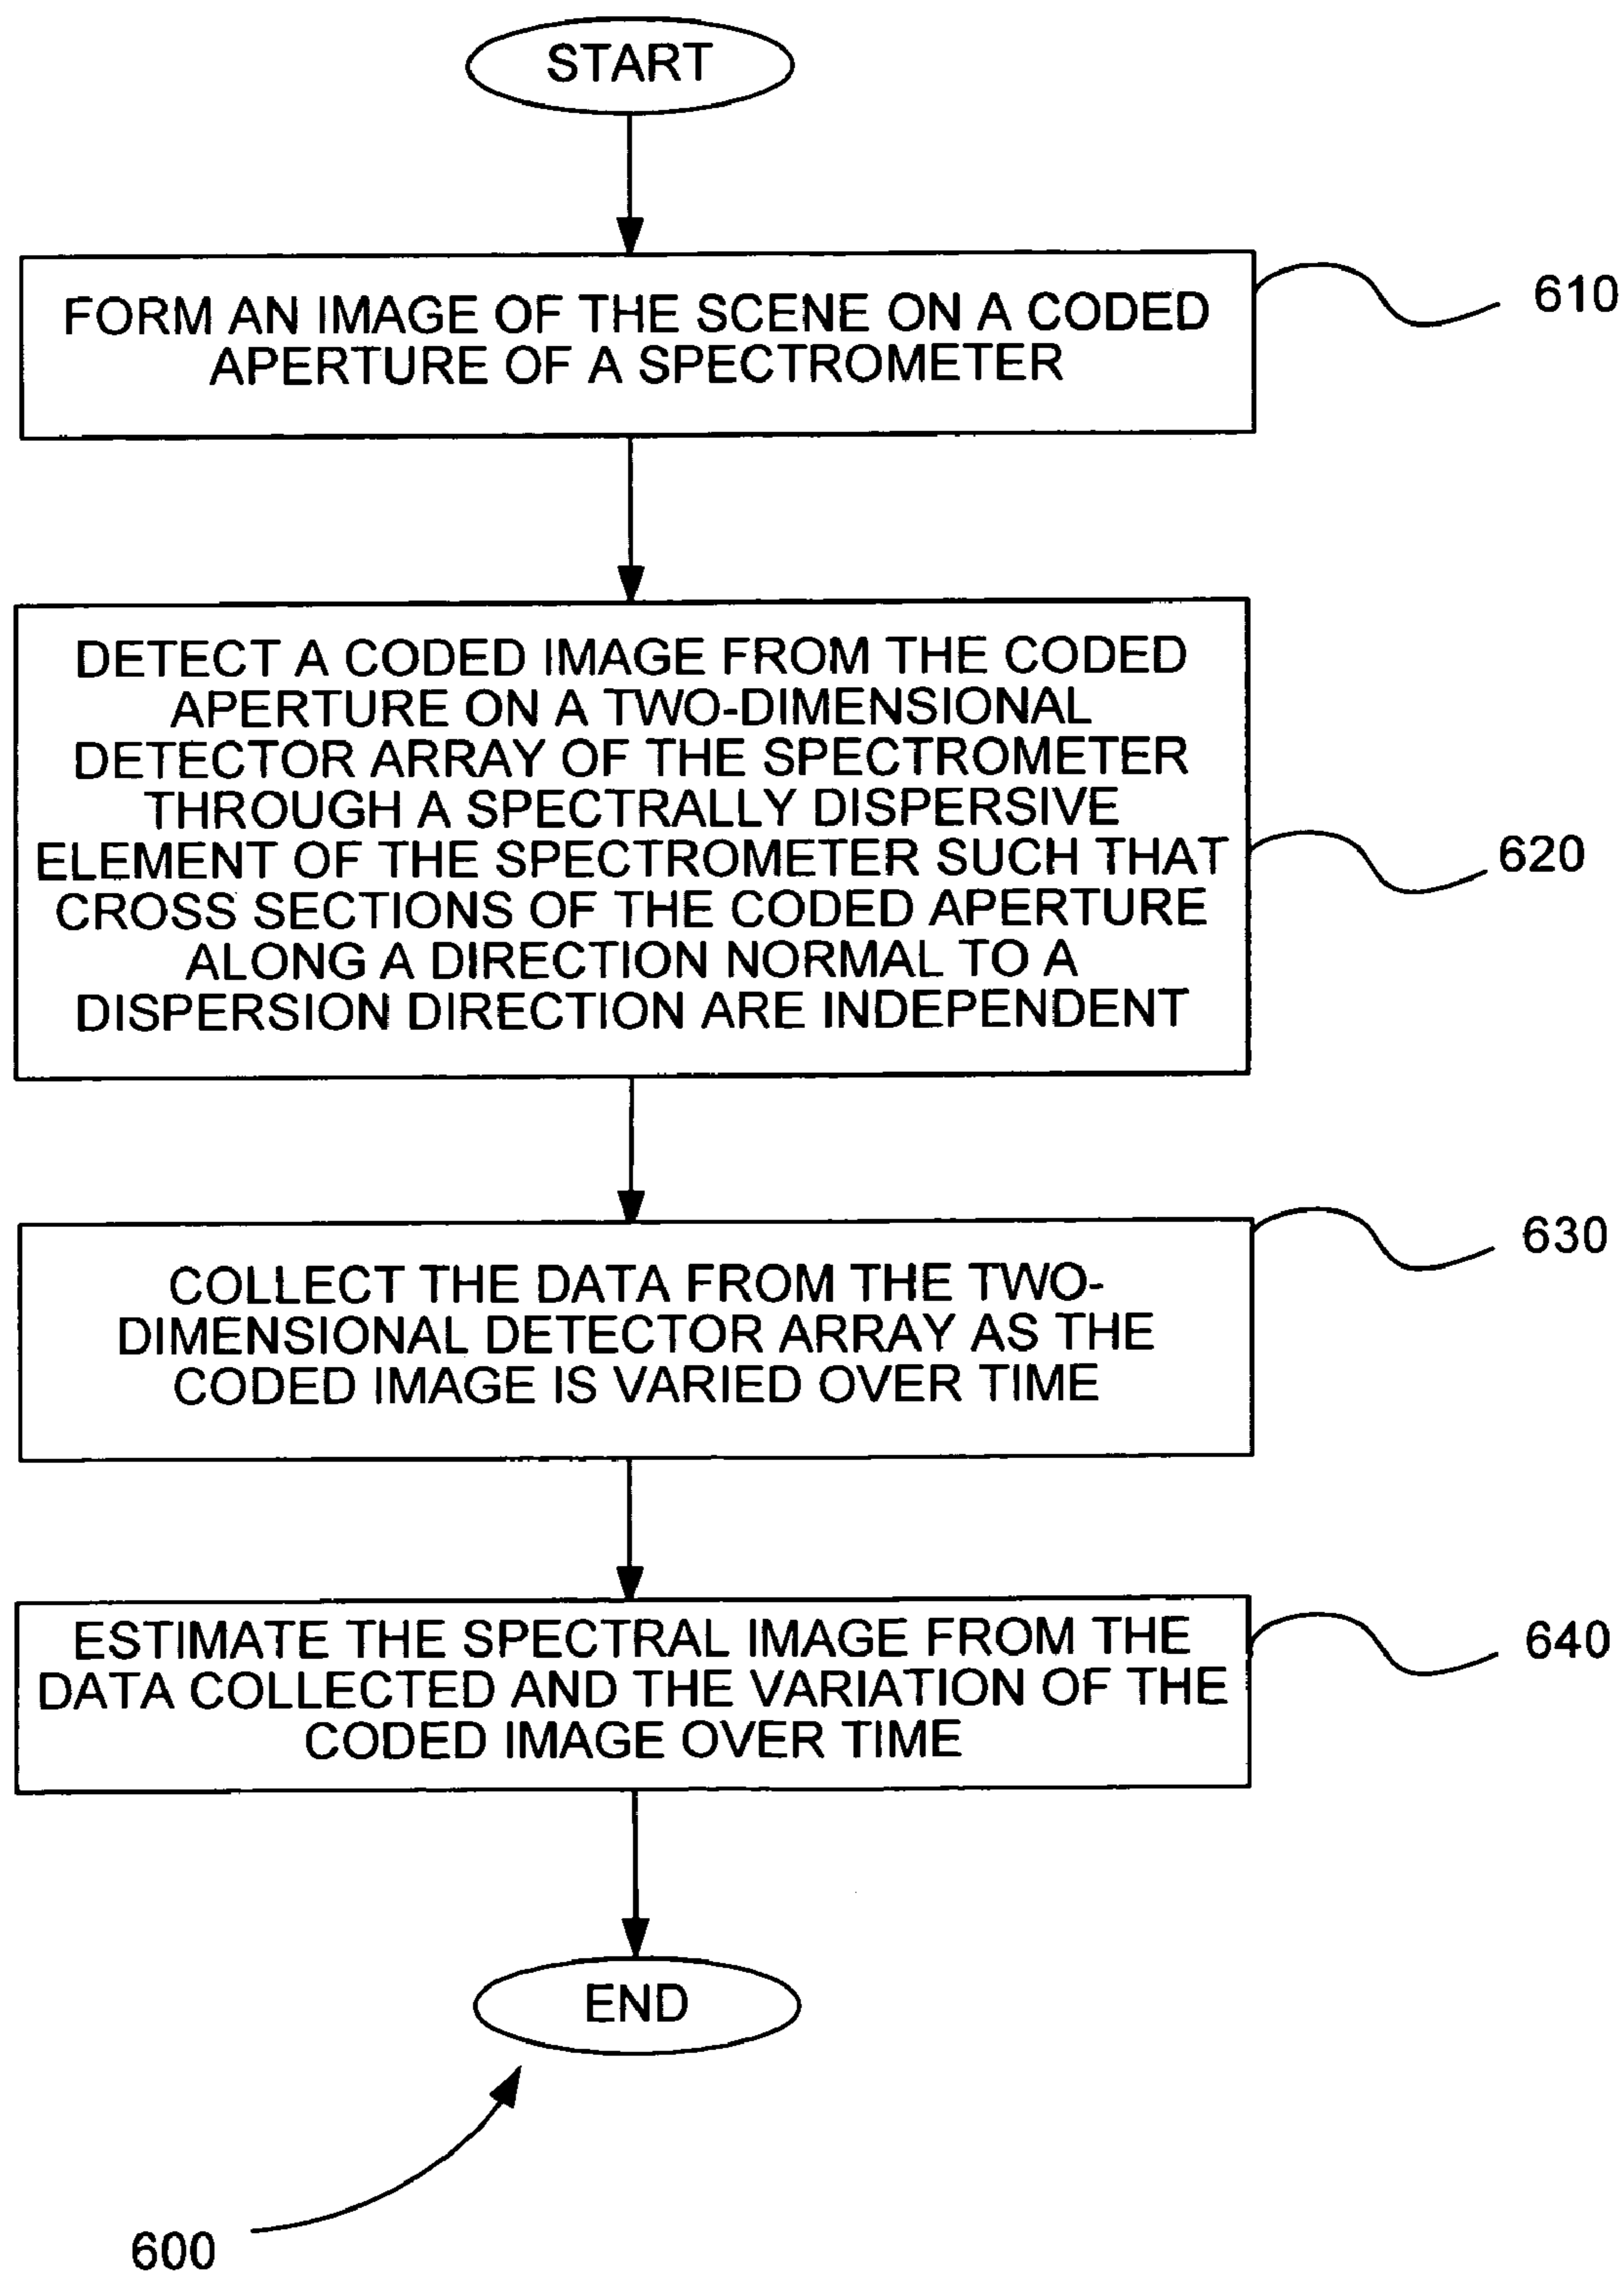 START
FORM AN IMAGE OF THE SCENE ON A CODED
APERTURE OF A SPECTROMETER
610
DETECT A CODED IMAGE FROM THE CODED
APERTURE ON A TWO-DIMENSIONAL
DETECTOR ARRAY OF THE SPECTROMETER
THROUGH A SPECTRALLY DISPERSIVE
ELEMENT OF THE SPECTROMETER SUCH THAT
CROSS SECTIONS OF THE CODED APERTURE
ALONG A DIRECTION NORMAL TO A
DISPERSION DIRECTION ARE INDEPENDENT
620
COLLECT THE DATA FROM THE TWO-
DIMENSIONAL DETECTOR ARRAY AS THE
CODED IMAGE IS VARIED OVER TIME
630
ESTIMATE THE SPECTRAL IMAGE FROM THE
DATA COLLECTED AND THE VARIATION OF THE
CODED IMAGE OVER TIME
640
END
600